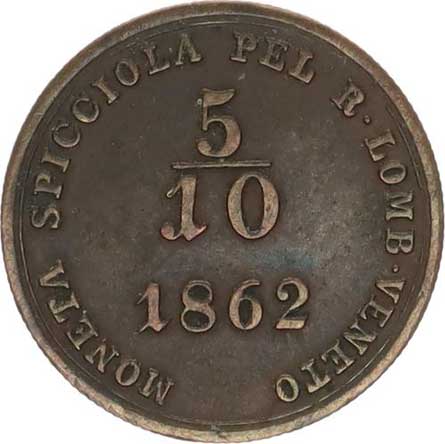 MONETA SPICCIOLA PEL R·LOMB·VENETO
5
10
1862